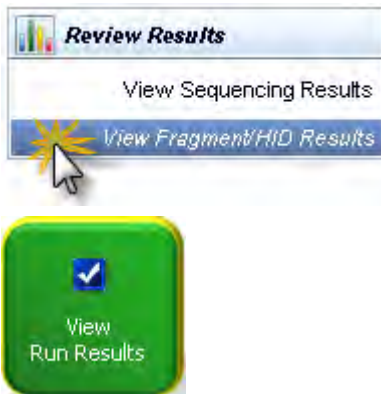 Review Results
View Sequencing Results
View Fragment/HID Results
View
Run Results